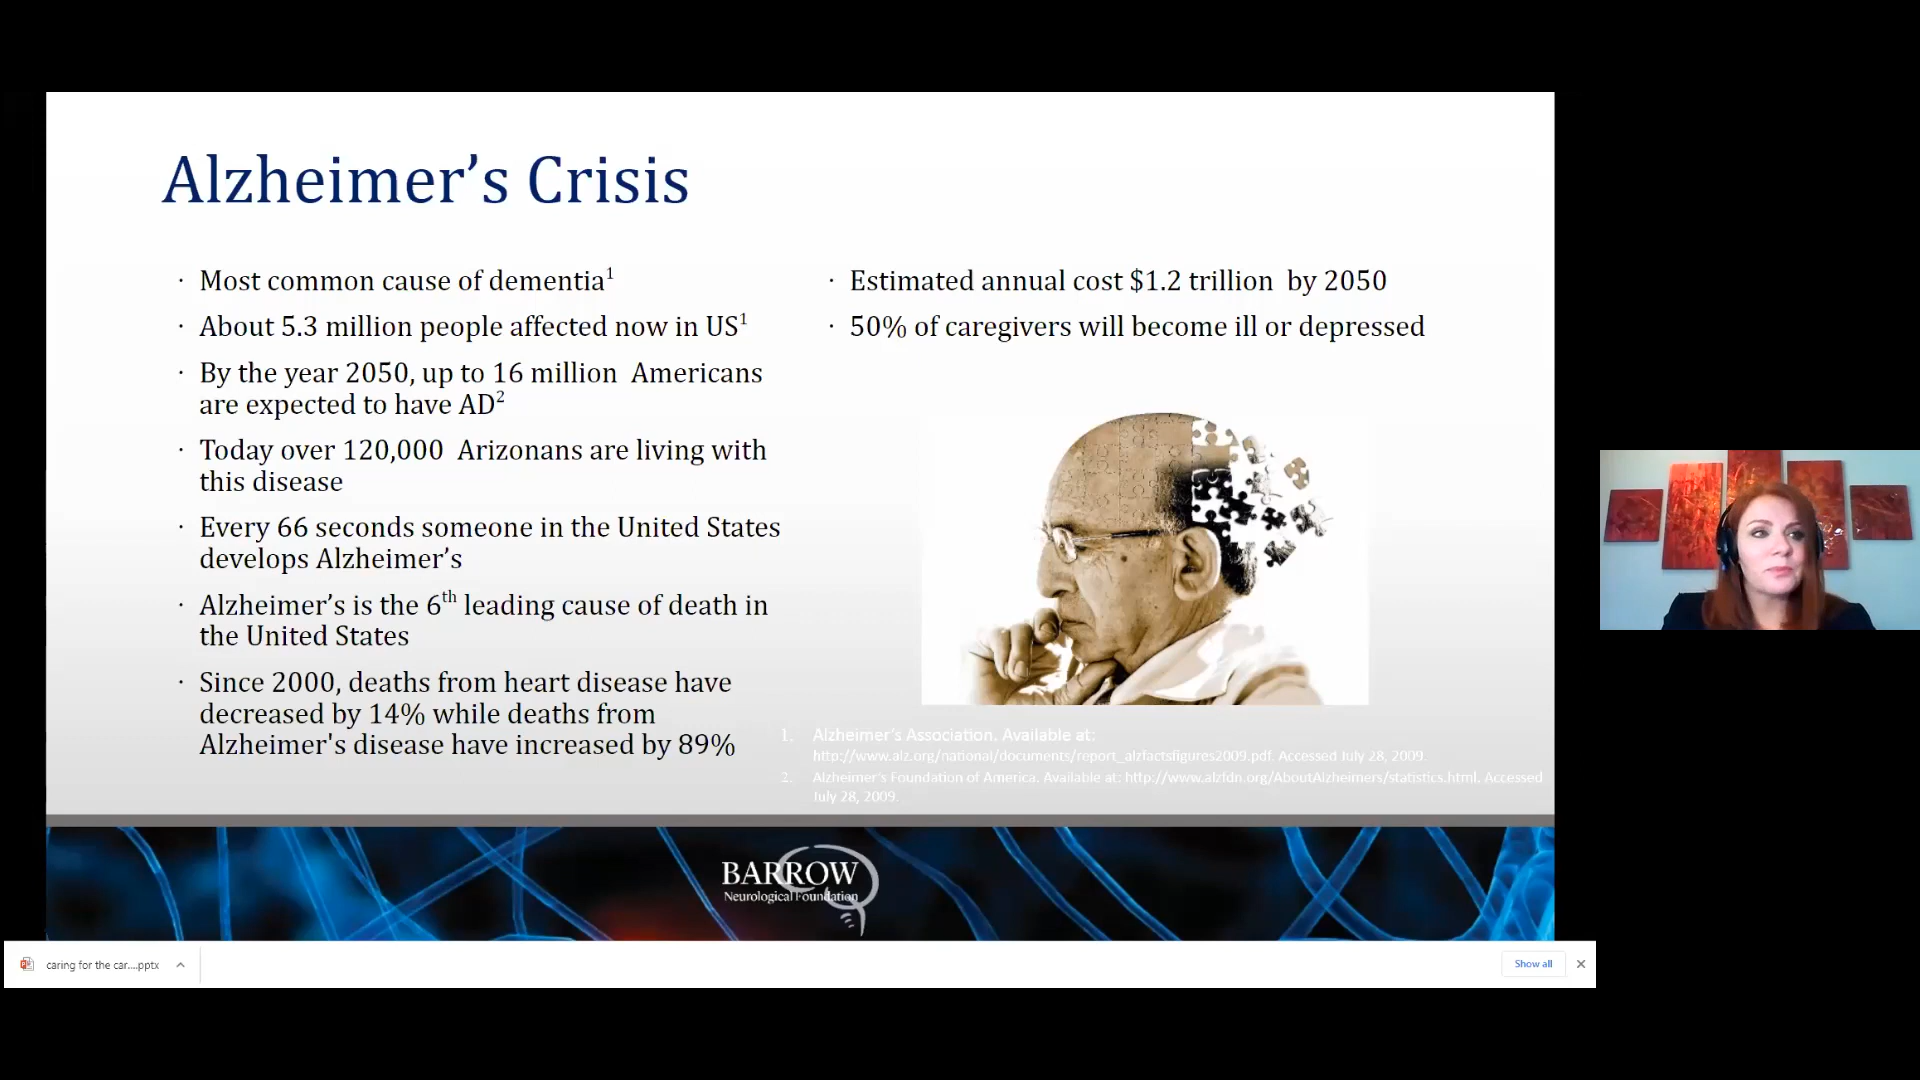 Alzheimer’s Crisis
· Most common cause of dementia¹
· About 5.3 million people affected now in US¹
· By the year 2050, up to 16 million  Americans
are expected to have AD²
· Today over 120,000  Arizonans are living with
this disease
· Every 66 seconds someone in the United States
develops Alzheimer’s
· Alzheimer’s is the 6th leading cause of death in
the United States
· Since 2000, deaths from heart disease have
decreased by 14% while deaths from
Alzheimer's disease have increased by 89%
· Estimated annual cost $1.2 trillion  by 2050
· 50% of caregivers will become ill or depressed
1. Alzheimer’s Association. Available at:
http://www.alz.org/national/documents/report_alzfactsfigures2009.pdf. Accessed July 28, 2009.
2. Alzheimer’s Foundation of America. Available at: http://www.alzfdn.org/AboutAlzheimers/statistics.html. Accessed
July 28, 2009.
BARROW
Neurological Foundation
caring for the car....pptx
Show all